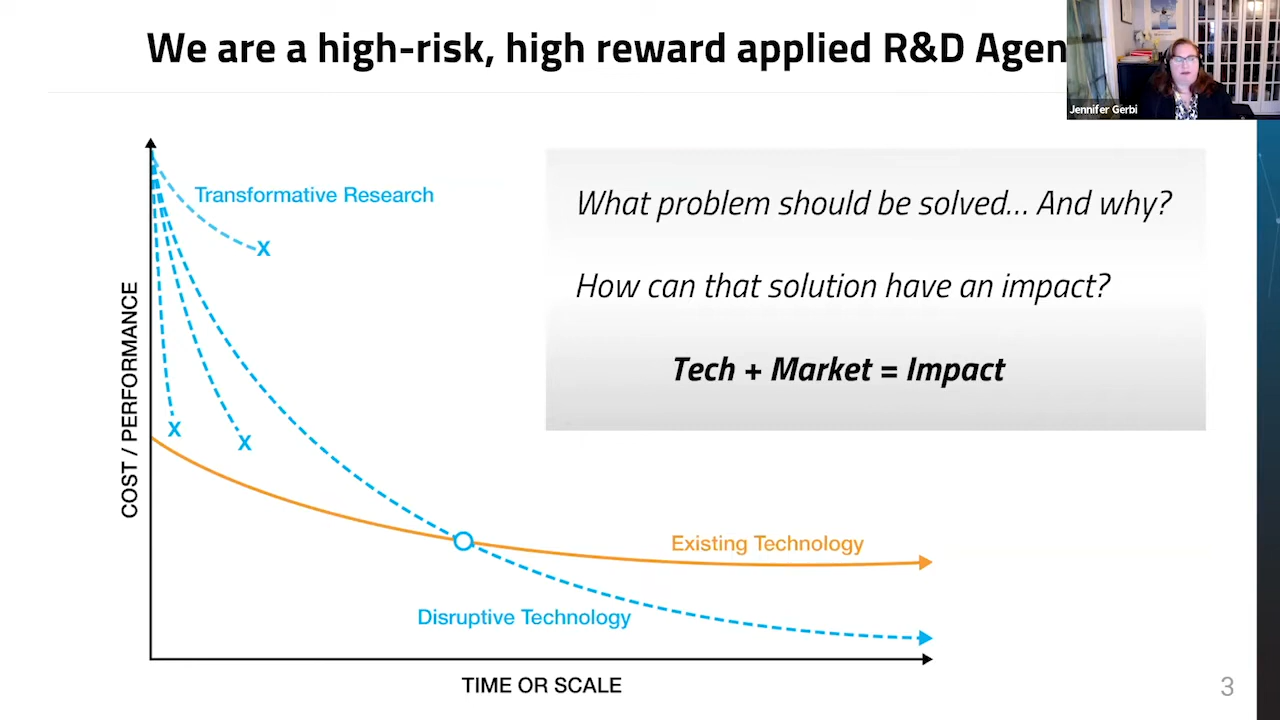 We are a high-risk, high reward applied R&D Agen
Jennifer Gerbi
Transformative Research
What problem should be solved... And why?
How can that solution have an impact?
Tech + Market = Impact
X
X
X
COST / PERFORMANCE
Existing Technology
Disruptive Technology
TIME OR SCALE
3